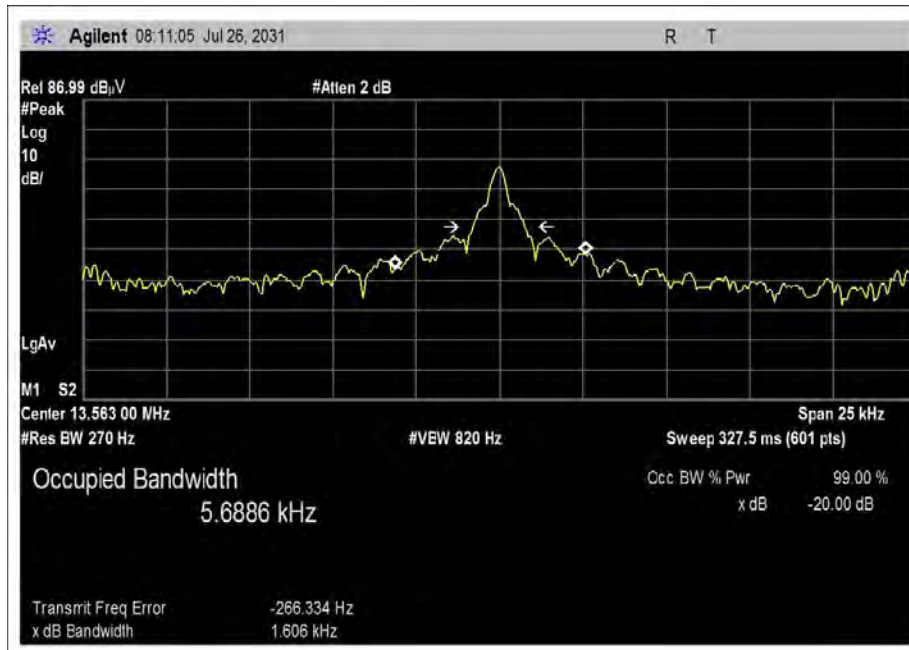 Agilent 08:11:05 Jul 26, 2031 R T
Rel 86.99 dBµV #Atten 2 dB
#Peak
Log
10
dB/
LgAv
M1 S2
Center 13.563 00 MHz Span 25 kHz
#Res BW 270 Hz #VBW 820 Hz Sweep 327.5 ms (601 pts)
Occupied Bandwidth Occ BW % Pwr 99.00 %
5.6886 kHz x dB -20.00 dB
Transmit Freq Error -266.334 Hz
x dB Bandwidth 1.606 kHz